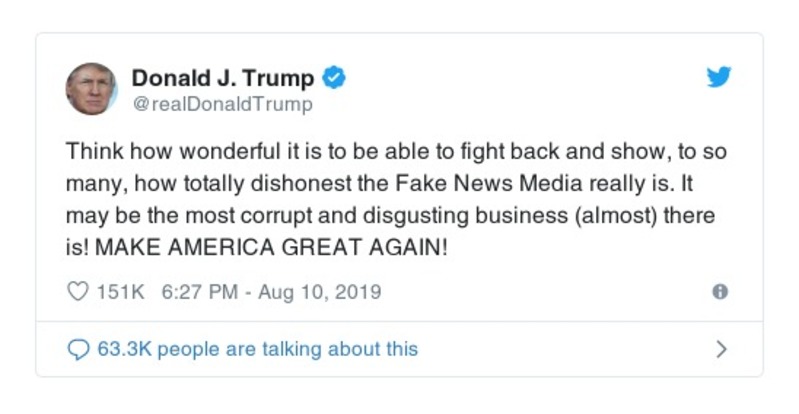 Donald J. Trump
@realDonaldTrump
Think how wonderful it is to be able to fight back and show, to so
many, how totally dishonest the Fake News Media really is. It
may be the most corrupt and disgusting business (almost) there
is! MAKE AMERICA GREAT AGAIN!
151K 6:27 PM - Aug 10, 2019
63.3K people are talking about this